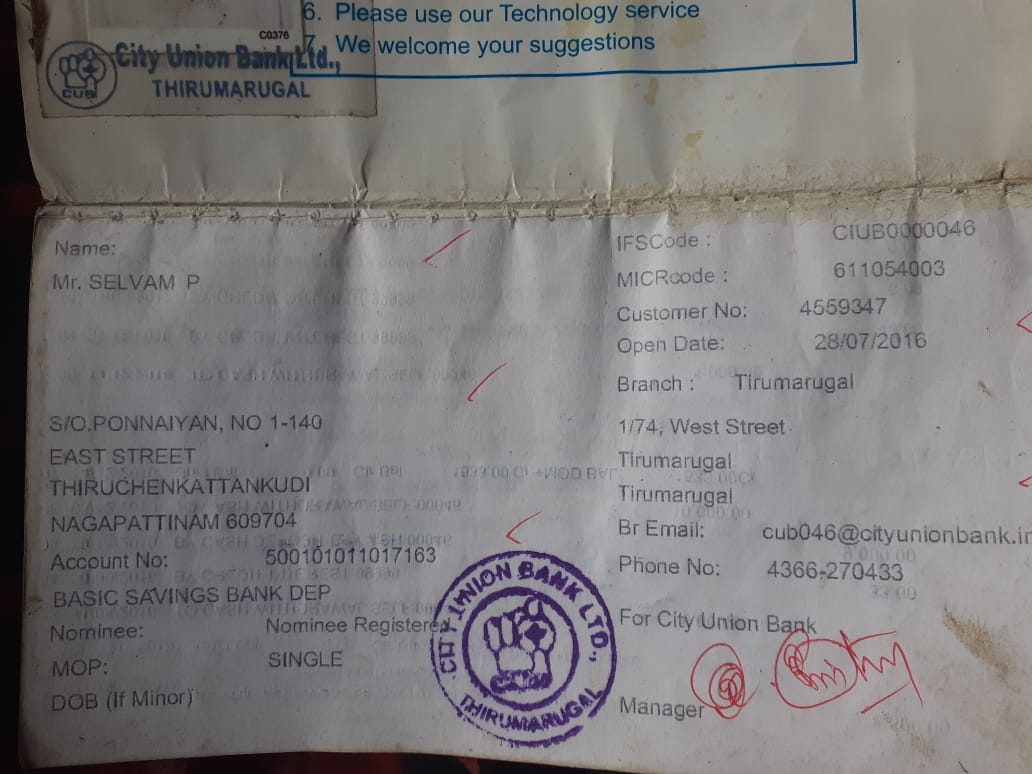 6. Please use our Technology service
7. We welcome your suggestions
C0376
City Union Bank Ltd.,
THIRUMARUGAL
CUB
Name:
Mr. SELVAM P
S/O.PONNAIYAN, NO 1-140
EAST STREET
THIRUCHENKATTANKUDI
NAGAPATTINAM 609704
Account No: 500101011017163
BASIC SAVINGS BANK DEP
Nominee: Nominee Registered
MOP: SINGLE
DOB (If Minor)
IFSCode : CIUB0000046
MICRcode : 611054003
Customer No: 4559347
Open Date: 28/07/2016
Branch : Tirumarugal
1/74, West Street
Tirumarugal
Tirumarugal
Br Email: cub046@cityunionbank.in
Phone No: 4366-270433
For City Union Bank
Manager
CITY UNION BANK LTD.,
THIRUMARUGAL